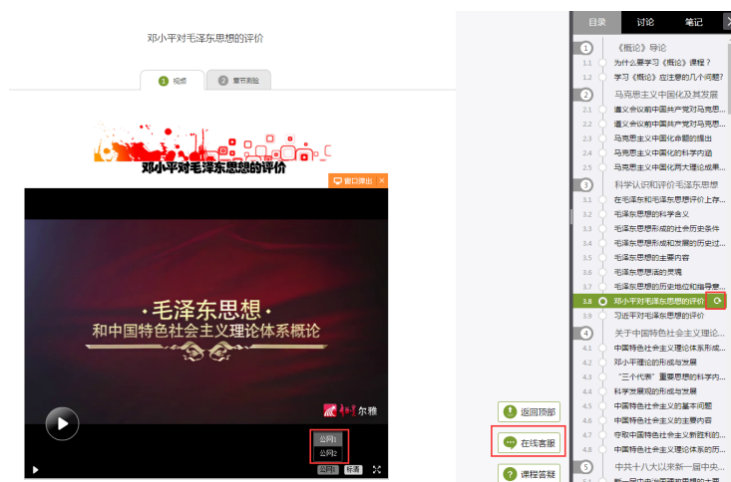 邓小平对毛泽东思想的评价
1 视频
2 章节测验
邓小平对毛泽东思想的评价
窗口弹出 ×
·毛泽东思想·
和中国特色社会主义理论体系概论
尔雅
公网1
公网2
公网1 标清
返回顶部
在线客服
? 课程答疑
目录 讨论 笔记
1 《概论》导论
1.1 为什么要学习《概论》课程？
1.2 学习《概论》应注意的几个问题?
2 马克思主义中国化及其发展
2.1 遵义会议前中国共产党对马克思...
2.2 遵义会议后中国共产党对马克思...
2.3 马克思主义中国化命题的提出
2.4 马克思主义中国化的科学内涵
2.5 马克思主义中国化两大理论成果...
3 科学认识和评价毛泽东思想
3.1 在毛泽东和毛泽东思想评价上存...
3.2 毛泽东思想的科学含义
3.3 毛泽东思想形成的社会历史条件
3.4 毛泽东思想形成和发展的历史过...
3.5 毛泽东思想的主要内容
3.6 毛泽东思想活的灵魂
3.7 毛泽东思想的历史地位和指导意...
3.8 邓小平对毛泽东思想的评价
3.9 习近平对毛泽东思想的评价
4 关于中国特色社会主义理论...
4.1 中国特色社会主义理论体系形成...
4.2 邓小平理论的形成与发展
4.3 “三个代表”重要思想的科学内...
4.4 科学发展观的形成与发展
4.5 中国特色社会主义的基本问题
4.6 中国特色社会主义的主要内容
4.7 夺取中国特色社会主义新胜利的...
4.8 中国特色社会主义理论体系的历...
5 中共十八大以来新一届中央...